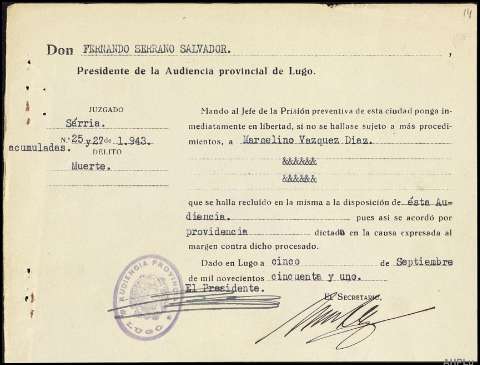 14
Don FERNANDO SERRANO SALVADOR.
Presidente de la Audiencia provincial de Lugo.
JUZGADO
Sárria.
N.º 25 y 27 de 1.943.
acumuladas.
DELITO
Muerte.
Mando al Jefe de la Prisión preventiva de esta ciudad ponga in-
mediatamente en libertad, si no se hallase sujeto a más procedi-
mientos, a Marcelino Vazquez Diaz.
&&&&&&
&&&&&&
que se halla recluído en la misma a la disposición de ésta Au-
diencia. pues así se acordó por
providencia dictada en la causa expresada al
margen contra dicho procesado.
Dado en Lugo a cinco de Septiembre
de mil novecientos cincuenta y uno.
El Presidente. EL SECRETARIO,
AUDIENCIA PROVINCIAL
LUGO
AHPLu